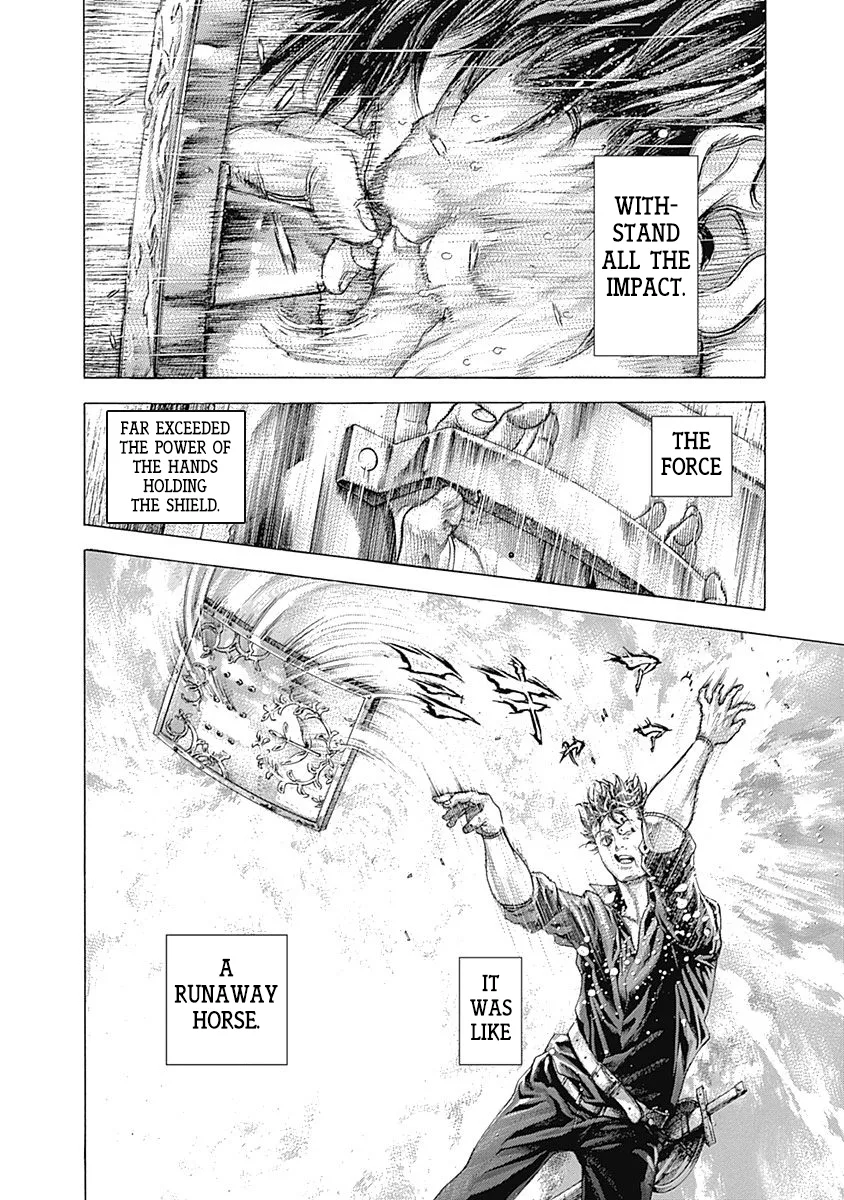 WITH-
STAND
ALL THE
IMPACT.
THE
FORCE
FAR EXCEEDED
THE POWER OF
THE HANDS
HOLDING
THE SHIELD.
IT
WAS
LIKE
A
RUNAWAY
HORSE.